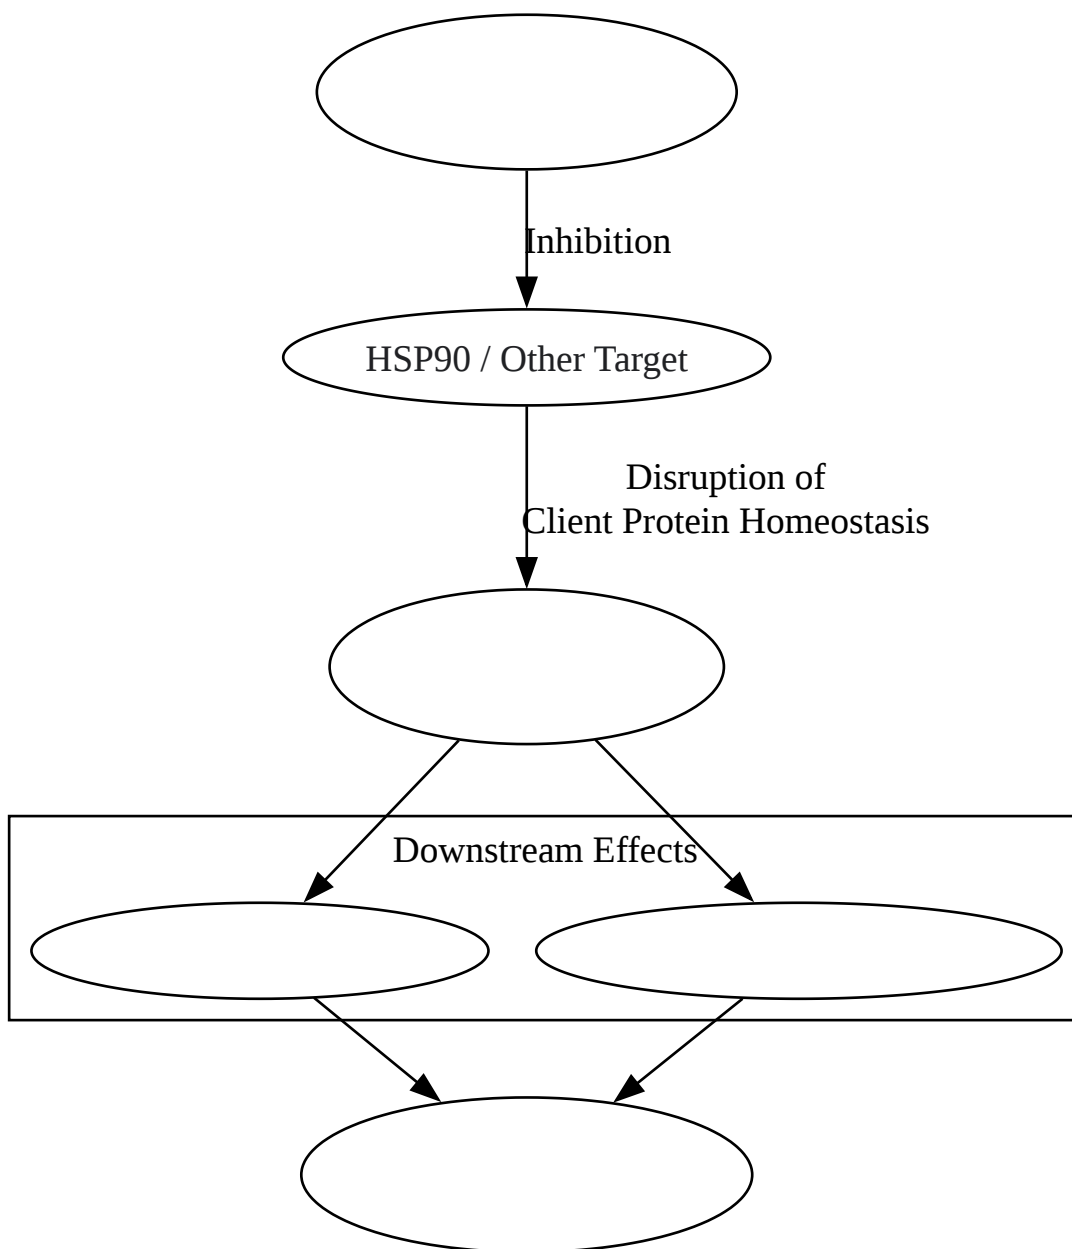 Inhibition
HSP90 / Other Target
Disruption of
Client Protein Homeostasis
Downstream Effects